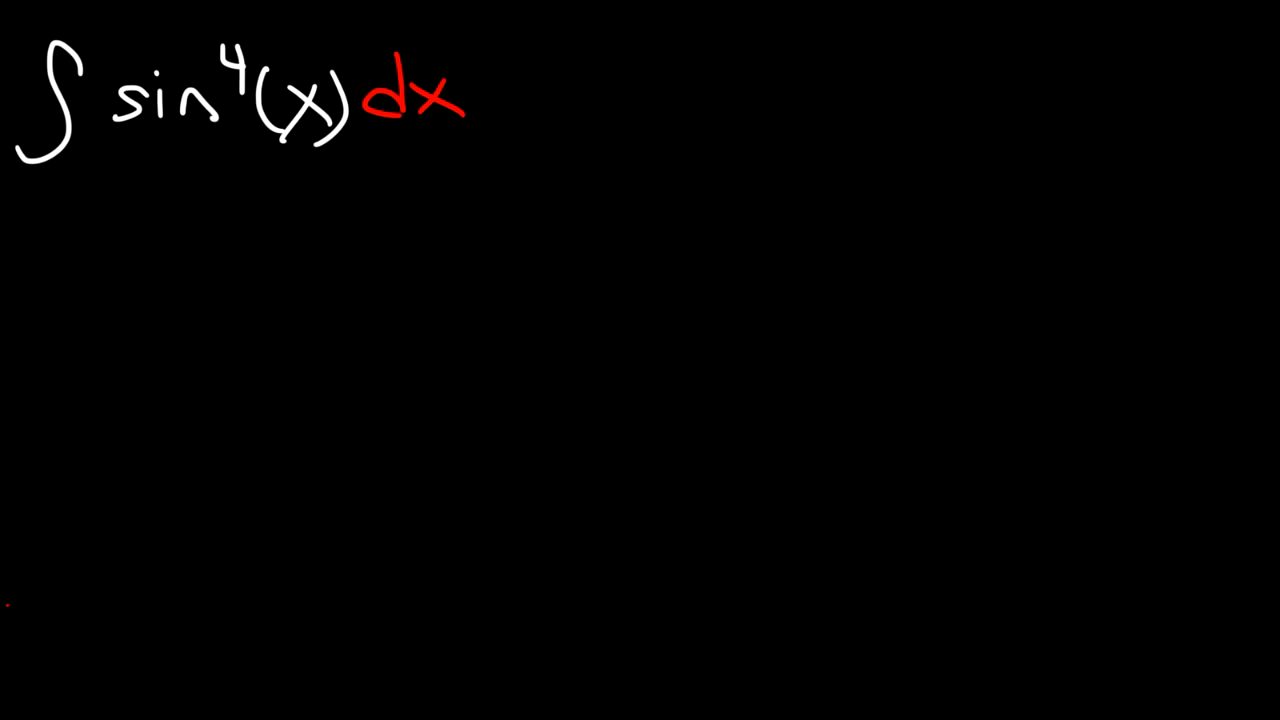 ∫ sin⁴(x) dx